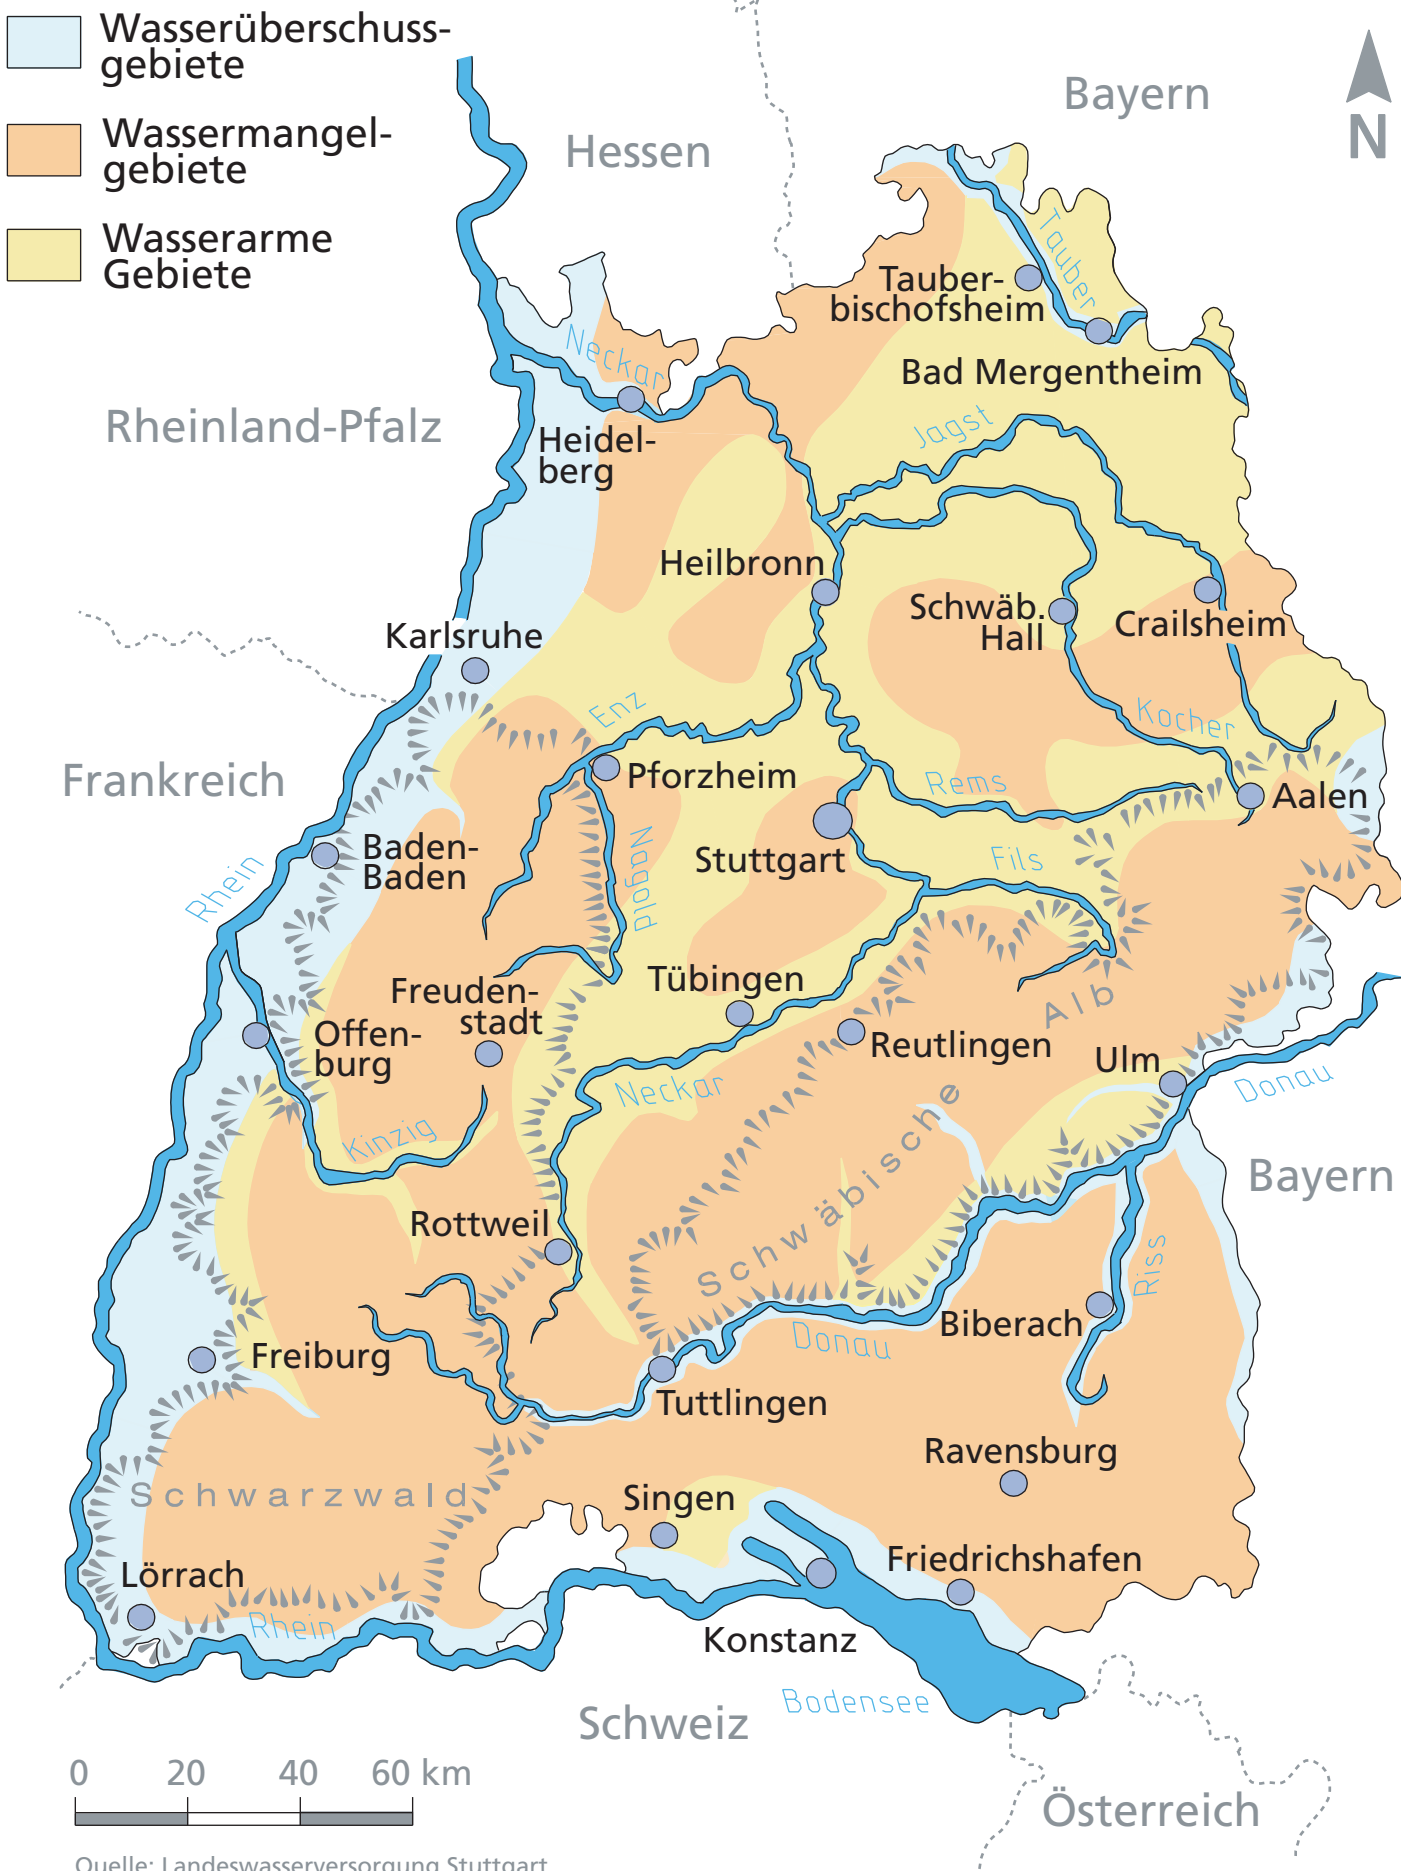 Wasserüberschuss-
gebiete
Wassermangel-
gebiete
Wasserarme
Gebiete
N
Bayern
Hessen
Tauber
Tauber-
bischofsheim
Neckar
Bad Mergentheim
Rheinland-Pfalz
Jagst
Heidel-
berg
Heilbronn
Schwäb.
Hall
Crailsheim
Karlsruhe
Enz
Kocher
Frankreich
Pforzheim
Rems
Aalen
Baden-
Baden
Nagold
Stuttgart
Fils
Rhein
Freuden-
stadt
Tübingen
Alb
Offen-
burg
Reutlingen
Ulm
Neckar
Donau
Kinzig
Schwäbische
Bayern
Rottweil
Riss
Freiburg
Donau
Biberach
Tuttlingen
Ravensburg
Schwarzwald
Singen
Lörrach
Friedrichshafen
Rhein
Konstanz
Bodensee
Schweiz
0 20 40 60 km
Österreich
Quelle: Landeswasserversorgung Stuttgart